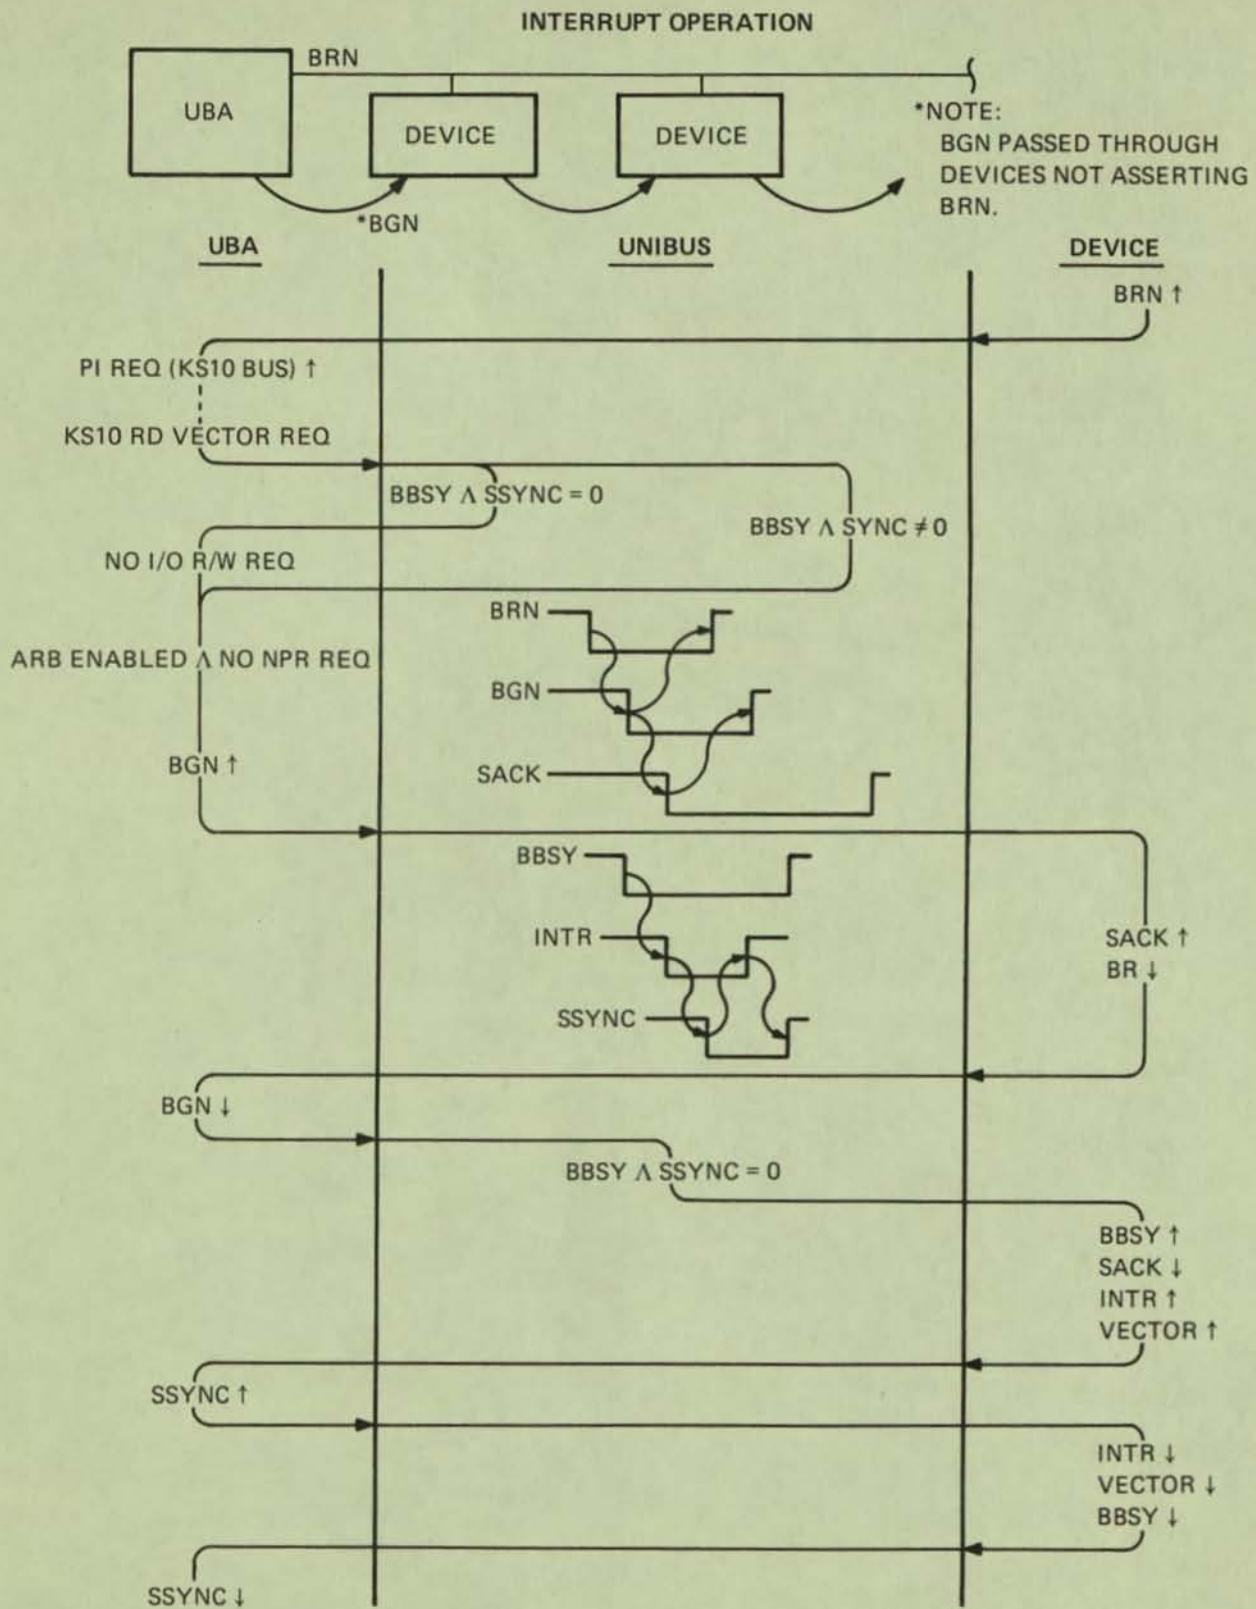 INTERRUPT OPERATION
BRN
UBA
DEVICE
DEVICE
*NOTE:
BGN PASSED THROUGH
DEVICES NOT ASSERTING
BRN.
*BGN
UBA
UNIBUS
DEVICE
BRN ↑
PI REQ (KS10 BUS) ↑
KS10 RD VECTOR REQ
BBSY Λ SSYNC = 0
BBSY Λ SYNC ≠ 0
NO I/O R/W REQ
BRN
ARB ENABLED Λ NO NPR REQ
BGN
BGN ↑
SACK
BBSY
INTR
SACK ↑
BR ↓
SSYNC
BGN ↓
BBSY Λ SSYNC = 0
BBSY ↑
SACK ↓
INTR ↑
VECTOR ↑
SSYNC ↑
INTR ↓
VECTOR ↓
BBSY ↓
SSYNC ↓